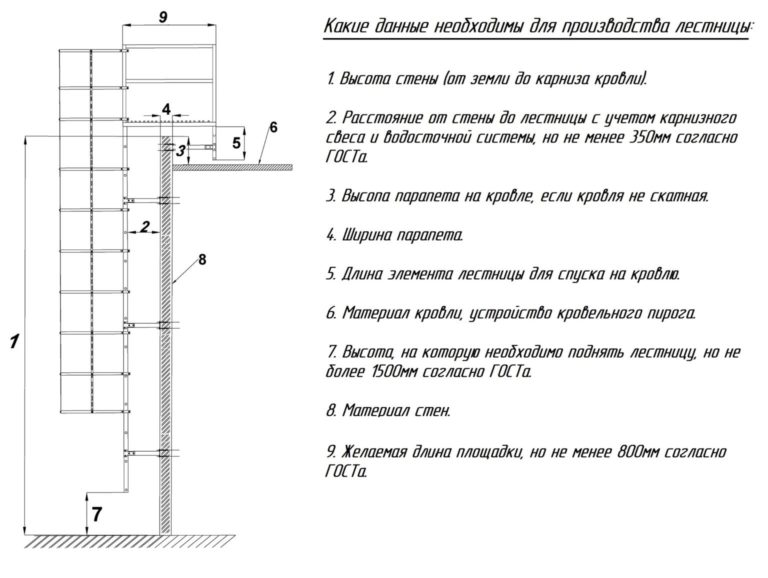 9
4
6
3
5
2
8
1
7
Какие данные необходимы для производства лестницы:
1. Высота стены (от земли до карниза кровли).
2. Расстояние от стены до лестницы с учетом карнизного
свеса и водосточной системы, но не менее 350мм согласно
ГОСТа.
3. Высопа парапета на кровле, если кровля не скатная.
4. Ширина парапета.
5. Длина элемента лестницы для спуска на кровлю.
6. Материал кровли, устройство кровельного пирога.
7. Высота, на которую необходимо поднять лестницу, но не
более 1500мм согласно ГОСТа.
8. Материал стен.
9. Желаемая длина площадки, но не менее 800мм согласно
ГОСТа.